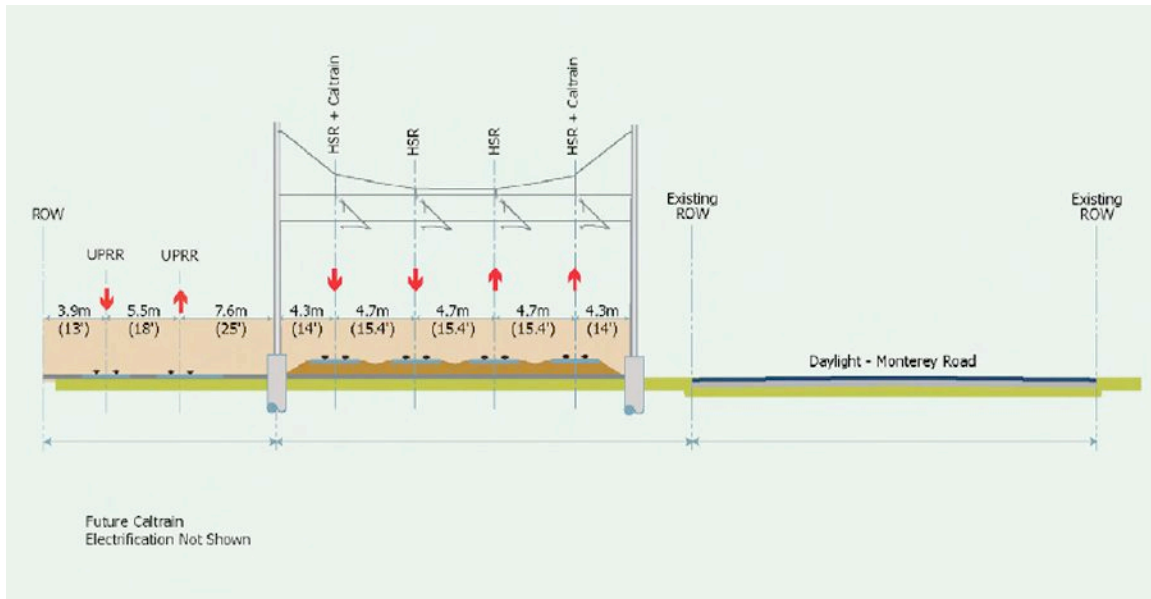 HSR + Caltrain
HSR
HSR
HSR + Caltrain
ROW
UPRR
UPRR
Existing
ROW
Existing
ROW
3.9m
(13')
5.5m
(18')
7.6m
(25')
4.3m
(14')
4.7m
(15.4')
4.7m
(15.4')
4.7m
(15.4')
4.3m
(14')
Daylight - Monterey Road
Future Caltrain
Electrification Not Shown